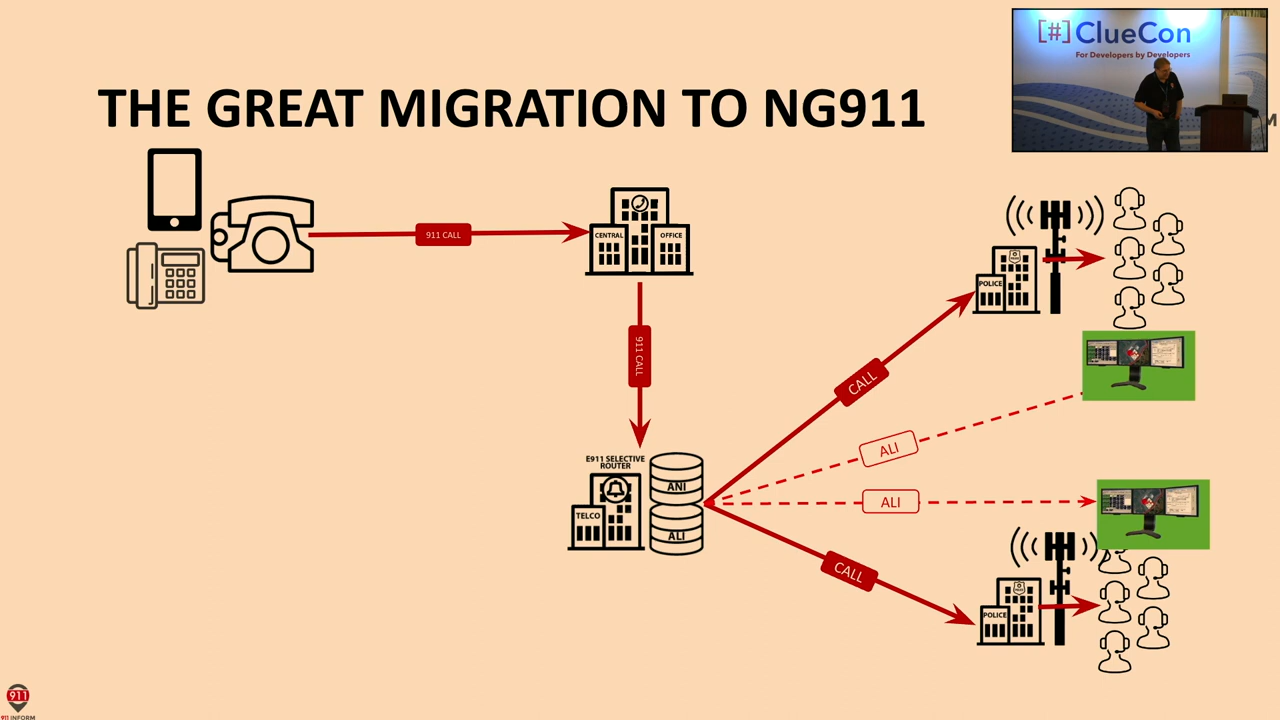 [#]ClueCon
For Developers by Developers
M
THE GREAT MIGRATION TO NG911
911 CALL
CENTRAL
OFFICE
POLICE
911 CALL
CALL
ALI
E911 SELECTIVE
ROUTER
ANI
TELCO
ALI
ALI
CALL
POLICE
911
911 INFORM